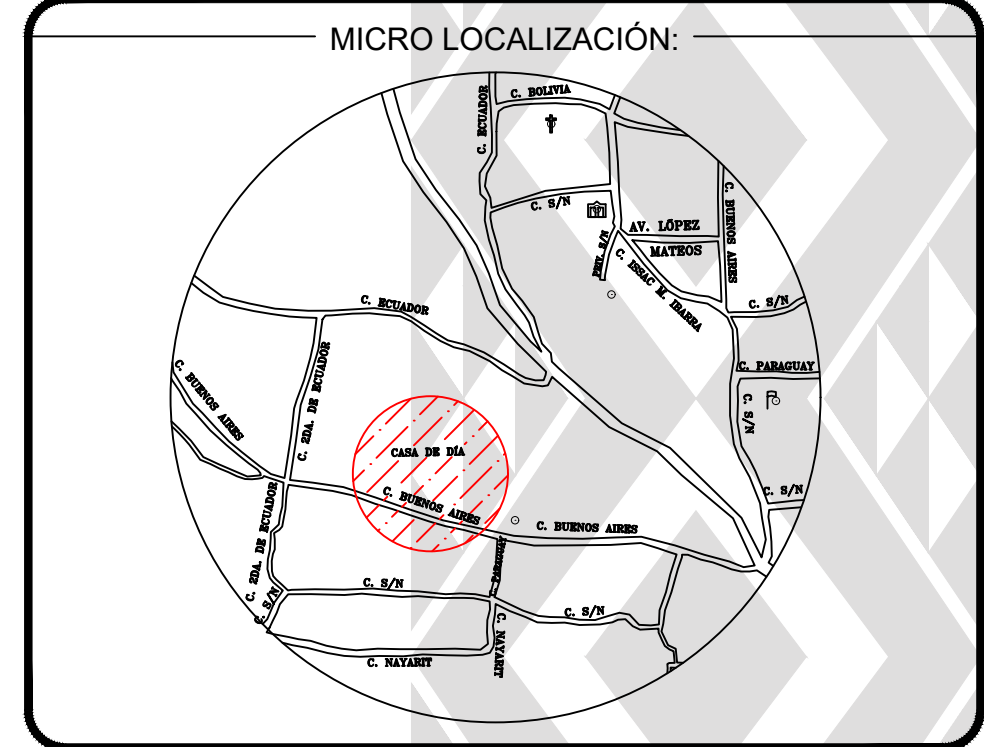 MICRO LOCALIZACIÓN:
C. BOLIVIA
C. ECUADOR
C. S/N
AV. LÓPEZ
MATEOS
C. BUENOS AIRES
PRIV. S/N
C. ISSAC M. IBARRA
C. S/N
C. ECUADOR
C. PARAGUAY
C. 2DA. DE ECUADOR
C. BUENOS AIRES
C. S/N
CASA DE DÍA
C. BUENOS AIRES
C. S/N
C. BUENOS AIRES
C. 2DA. DE ECUADOR
C. S/N
C. S/N
C. S/N
C. NAYARIT
C. NAYARIT